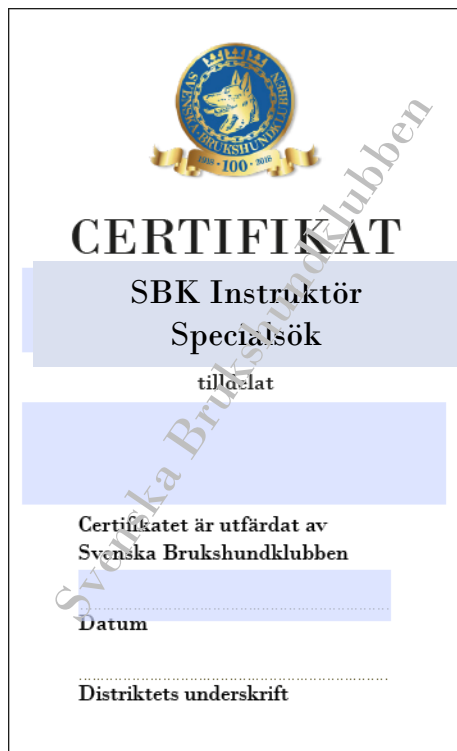 SVENSKA BRUKSHUNDKLUBBEN
1918 · 100 · 2018
CERTIFIKAT
SBK Instruktör
Specialsök
tilldelat
Certifikatet är utfärdat av
Svenska Brukshundklubben
Datum
Distriktets underskrift
Svenska Brukshundklubben